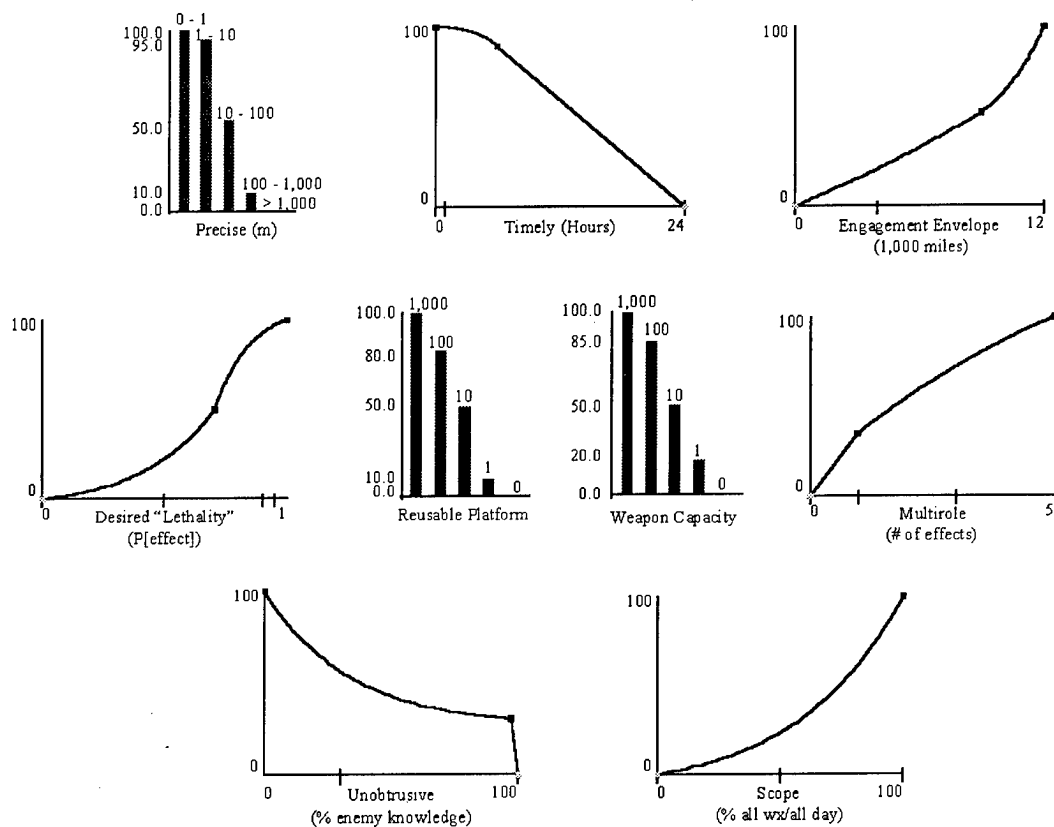 0 - 1
100.0
95.0
1 - 10
10 - 100
50.0
100 - 1,000
10.0
0.0
> 1,000
Precise (m)
100
0
0
24
Timely (Hours)
100
0
0
12
Engagement Envelope
(1,000 miles)
100
0
0
1
Desired “Lethality”
(P[effect])
100.0
1,000
100
80.0
10
50.0
1
10.0
0.0
0
Reusable Platform
100.0
1,000
85.0
100
50.0
10
20.0
1
0.0
0
Weapon Capacity
100
0
0
5
Multirole
(# of effects)
100
0
0
100
Unobtrusive
(% enemy knowledge)
100
0
0
100
Scope
(% all wx/all day)